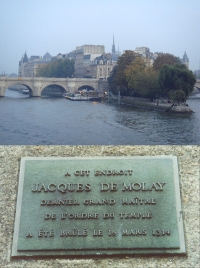 A CET ENDROIT
JACQUES DE MOLAY
DERNIER GRAND MAÎTRE
DE L'ORDRE DU TEMPLE
A ÉTÉ BRÛLÉ LE 18 MARS 1314